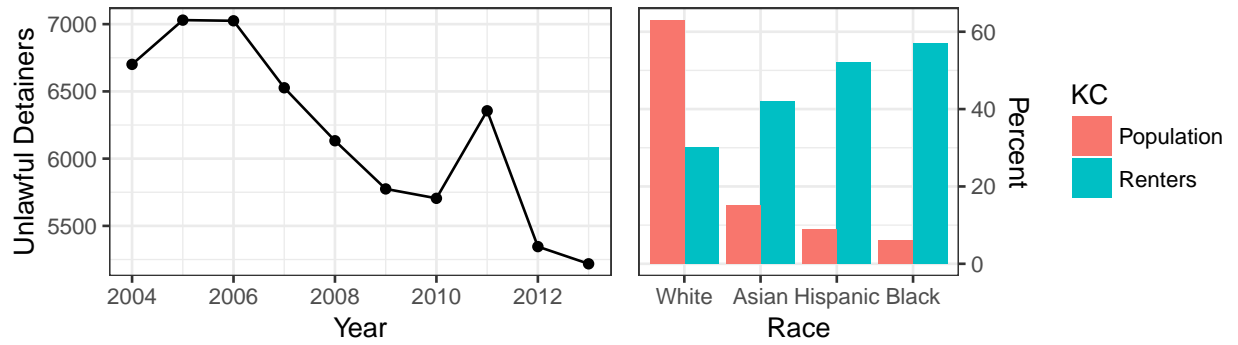 Unlawful Detainers
7000
6500
6000
5500
2004 2006 2008 2010 2012
Year
60
40
20
0
Percent
White Asian Hispanic Black
Race
KC
Population
Renters